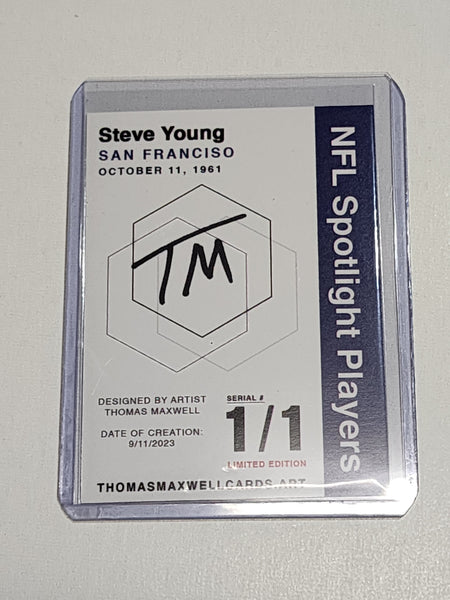 Steve Young
SAN FRANCISO
OCTOBER 11, 1961
TM
DESIGNED BY ARTIST
THOMAS MAXWELL
DATE OF CREATION:
9/11/2023
SERIAL #
1/1
LIMITED EDITION
THOMASMAXWELLCARDS.ART
NFL Spotlight Players